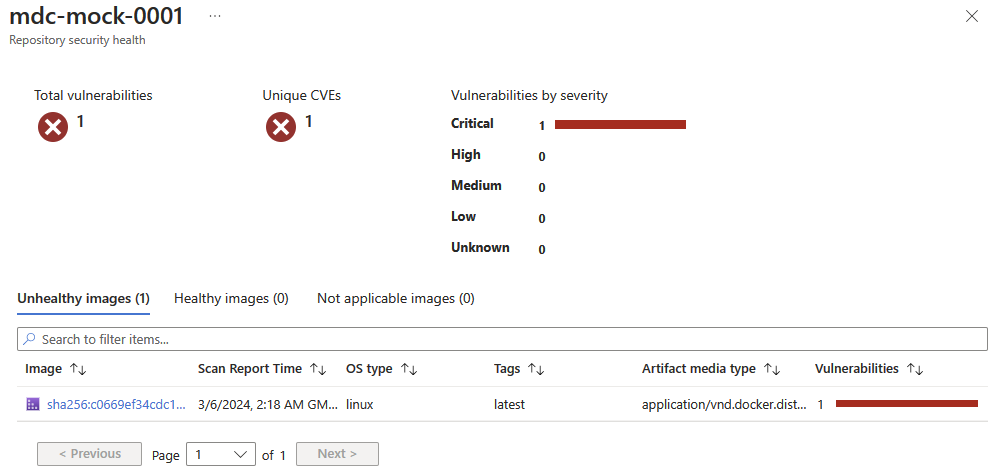 mdc-mock-0001 ...
Repository security health
Total vulnerabilities
1
Unique CVEs
1
Vulnerabilities by severity
Critical 1
High 0
Medium 0
Low 0
Unknown 0
Unhealthy images (1) Healthy images (0) Not applicable images (0)
Search to filter items...
Image Scan Report Time OS type Tags Artifact media type Vulnerabilities
sha256:c0669ef34cdc1... 3/6/2024, 2:18 AM GM... linux latest application/vnd.docker.dist... 1
< Previous Page 1 of 1 Next >